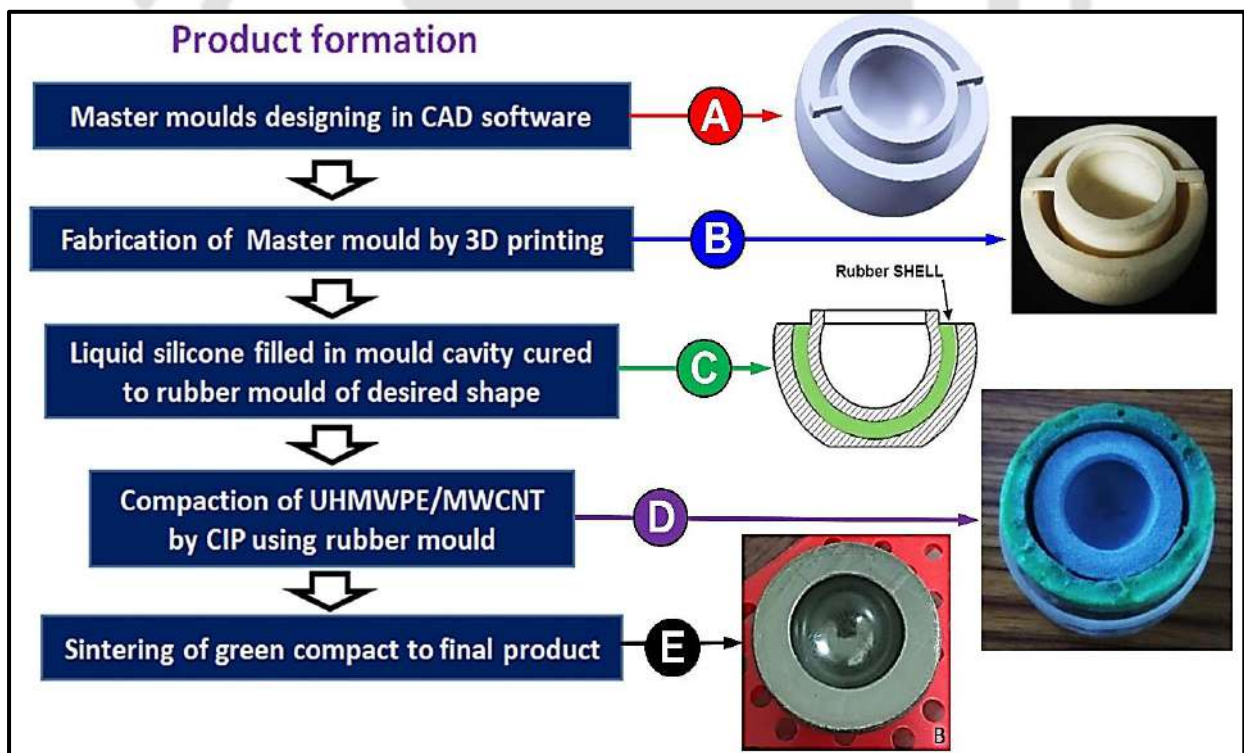 Product formation
Master moulds designing in CAD software
A
Fabrication of Master mould by 3D printing
B
Rubber SHELL
Liquid silicone filled in mould cavity cured
to rubber mould of desired shape
C
Compaction of UHMWPE/MWCNT
by CIP using rubber mould
D
Sintering of green compact to final product
E
B